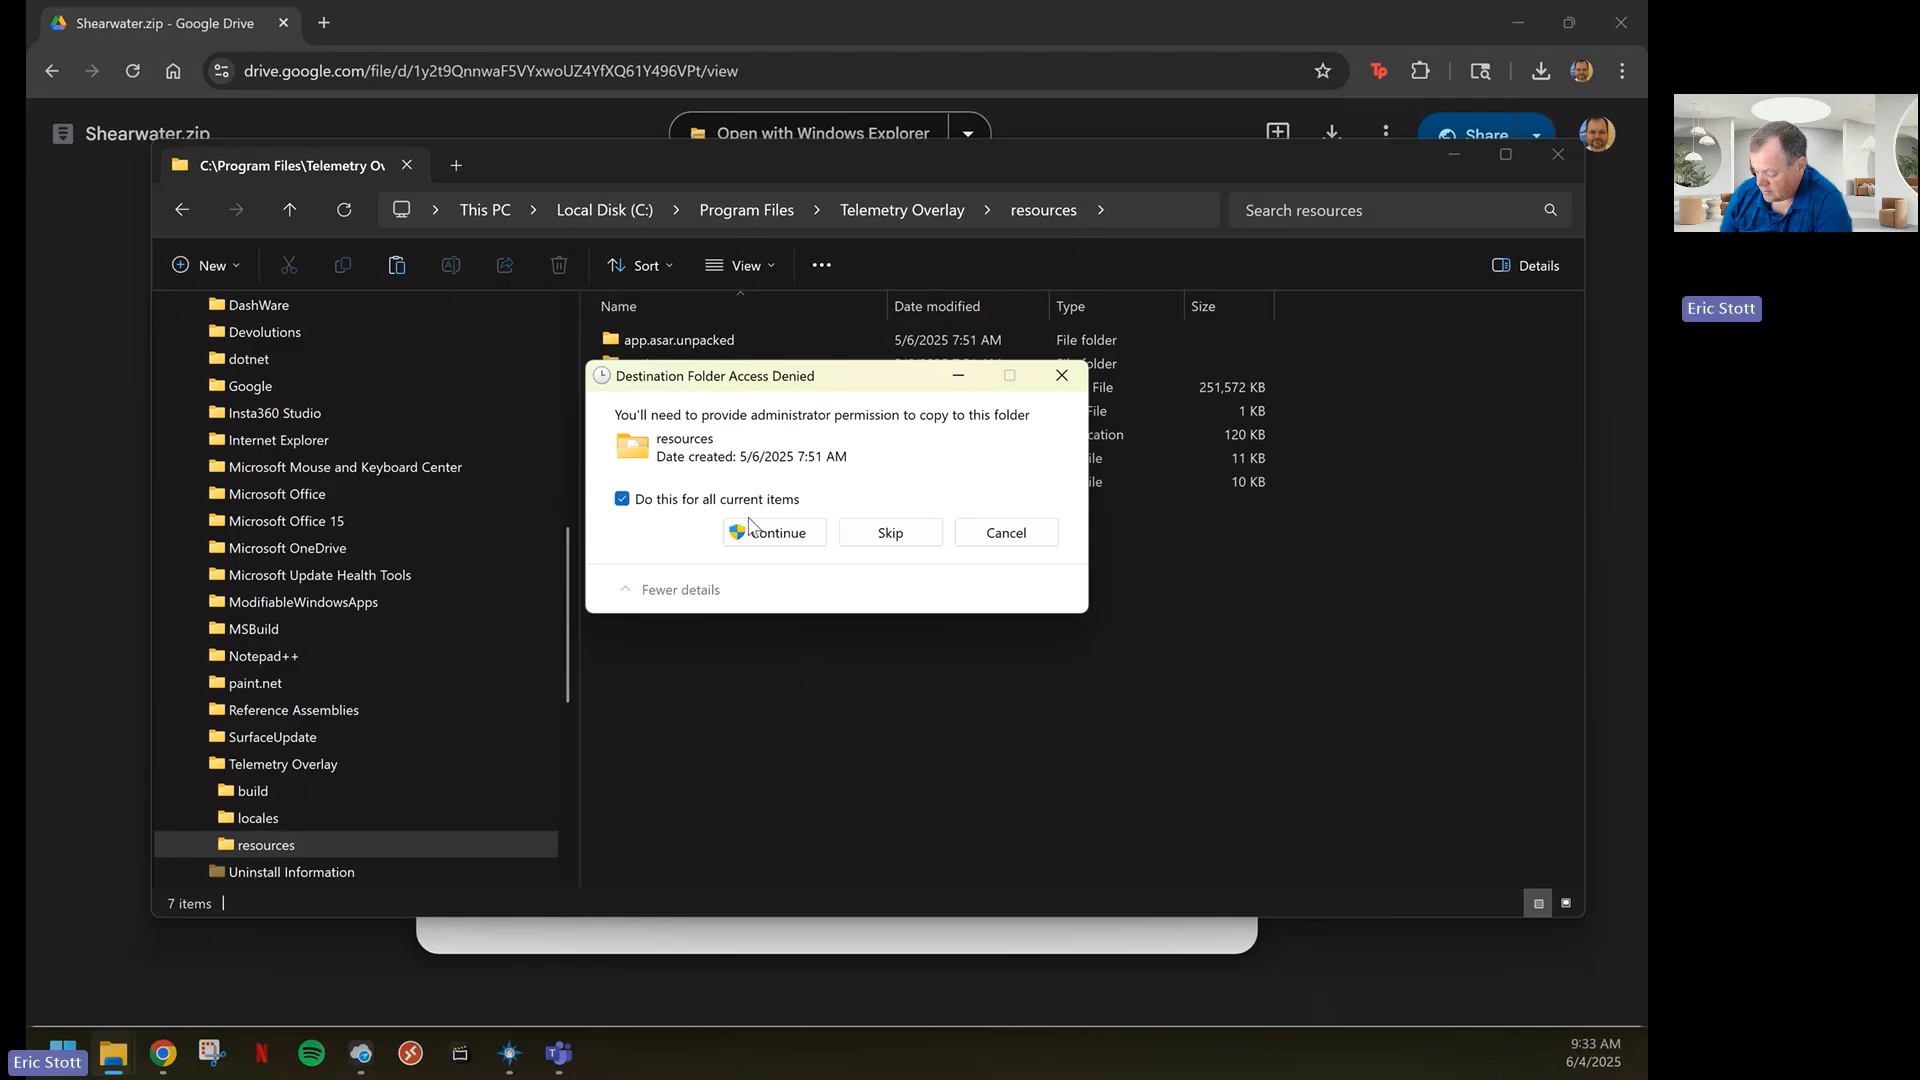 Shearwater.zip - Google Drive
drive.google.com/file/d/1y2t9QnnwaF5VYxwoUZ4YfXQ61Y496VPt/view
Tp
Shearwater.zip
Open with Windows Explorer
Share
C:\Program Files\Telemetry Ov
This PC > Local Disk (C:) > Program Files > Telemetry Overlay > resources >
Search resources
New
Sort
View
Details
DashWare
Devolutions
dotnet
Google
Insta360 Studio
Internet Explorer
Microsoft Mouse and Keyboard Center
Microsoft Office
Microsoft Office 15
Microsoft OneDrive
Microsoft Update Health Tools
ModifiableWindowsApps
MSBuild
Notepad++
paint.net
Reference Assemblies
SurfaceUpdate
Telemetry Overlay
build
locales
resources
Uninstall Information
Name Date modified Type Size
app.asar.unpacked 5/6/2025 7:51 AM File folder
folder
File 251,572 KB
File 1 KB
cation 120 KB
ile 11 KB
ile 10 KB
Destination Folder Access Denied
You'll need to provide administrator permission to copy to this folder
resources
Date created: 5/6/2025 7:51 AM
Do this for all current items
Continue
Skip
Cancel
Fewer details
7 items
Eric Stott
Eric Stott
9:33 AM
6/4/2025